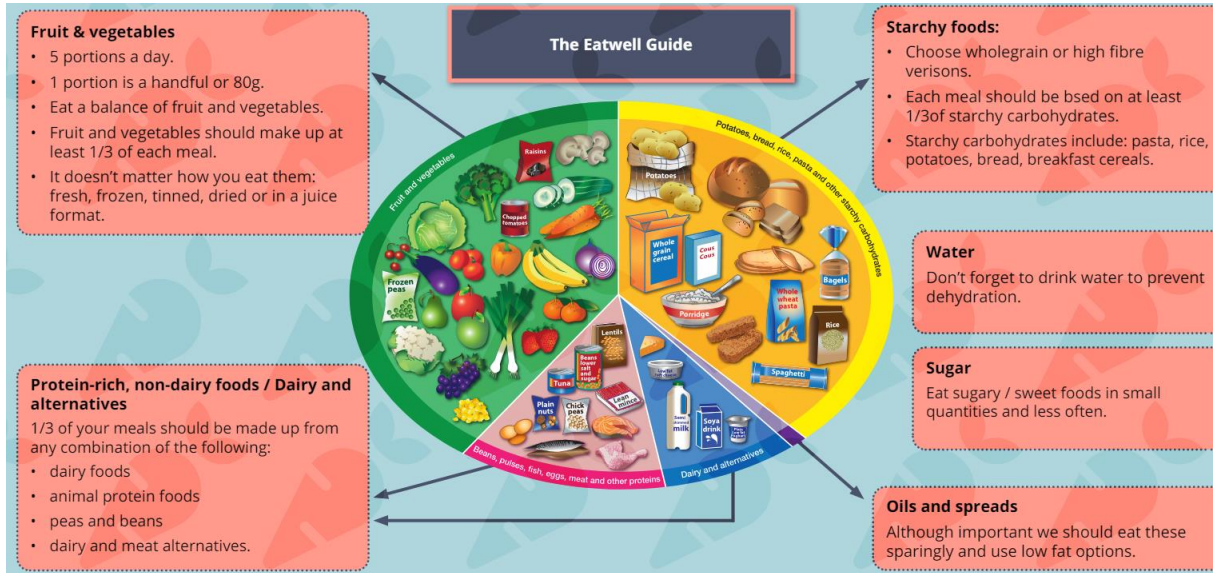 The Eatwell Guide
Fruit & vegetables
• 5 portions a day.
• 1 portion is a handful or 80g.
• Eat a balance of fruit and vegetables.
• Fruit and vegetables should make up at
least 1/3 of each meal.
• It doesn't matter how you eat them:
fresh, frozen, tinned, dried or in a juice
format.
Protein-rich, non-dairy foods / Dairy and
alternatives
1/3 of your meals should be made up from
any combination of the following:
• dairy foods
• animal protein foods
• peas and beans
• dairy and meat alternatives.
Fruit and vegetables
Raisins
Chopped
tomatoes
Frozen
peas
Potatoes, bread, rice, pasta and other starchy carbohydrates
Potatoes
Whole
grain
cereal
Cous
Cous
Bagels
Whole
wheat
pasta
Porridge
Rice
Spaghetti
Lentils
Beans
lower
salt
and
sugar
Tuna
Plain
nuts
Chick
peas
Lean
mince
Beans, pulses, fish, eggs, meat and other proteins
Semi
skimmed
milk
Soya
drink
Dairy and alternatives
Starchy foods:
• Choose wholegrain or high fibre
verisons.
• Each meal should be bsed on at least
1/3of starchy carbohydrates.
• Starchy carbohydrates include: pasta, rice,
potatoes, bread, breakfast cereals.
Water
Don't forget to drink water to prevent
dehydration.
Sugar
Eat sugary / sweet foods in small
quantities and less often.
Oils and spreads
Although important we should eat these
sparingly and use low fat options.